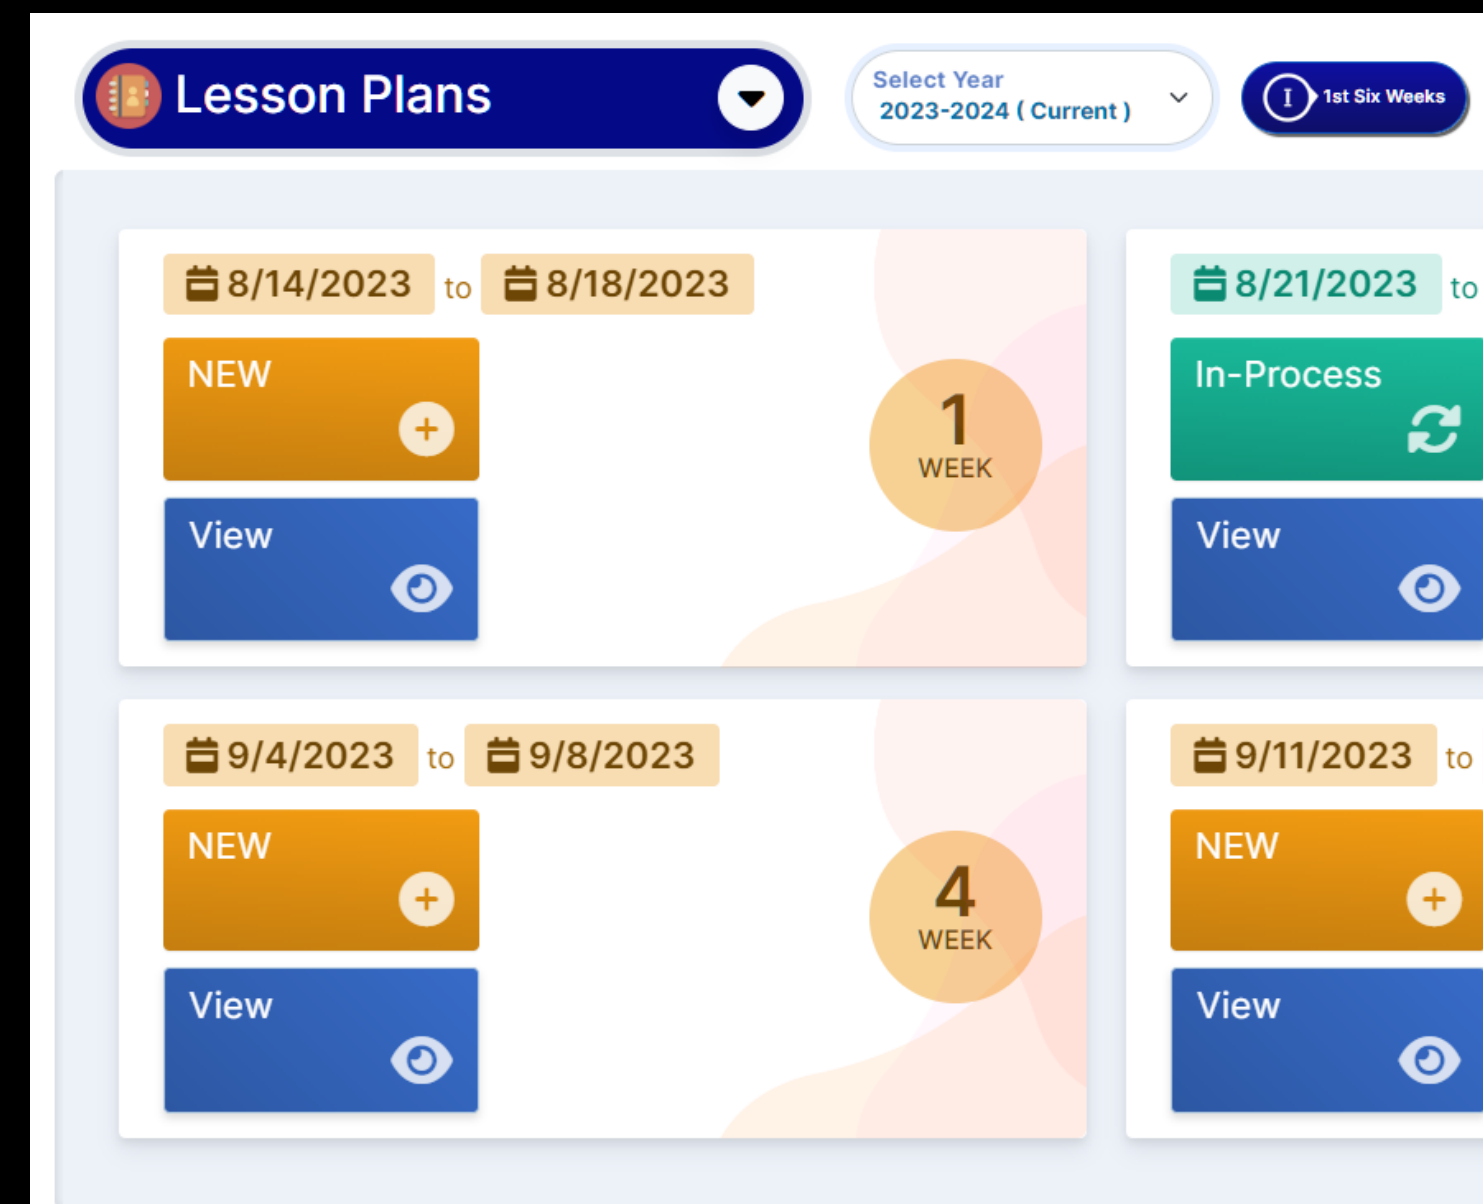 Lesson Plans
Select Year
2023-2024 ( Current )
I 1st Six Weeks
8/14/2023 to 8/18/2023
NEW
1
WEEK
View
8/21/2023 to
In-Process
View
9/4/2023 to 9/8/2023
NEW
4
WEEK
View
9/11/2023 to
NEW
View